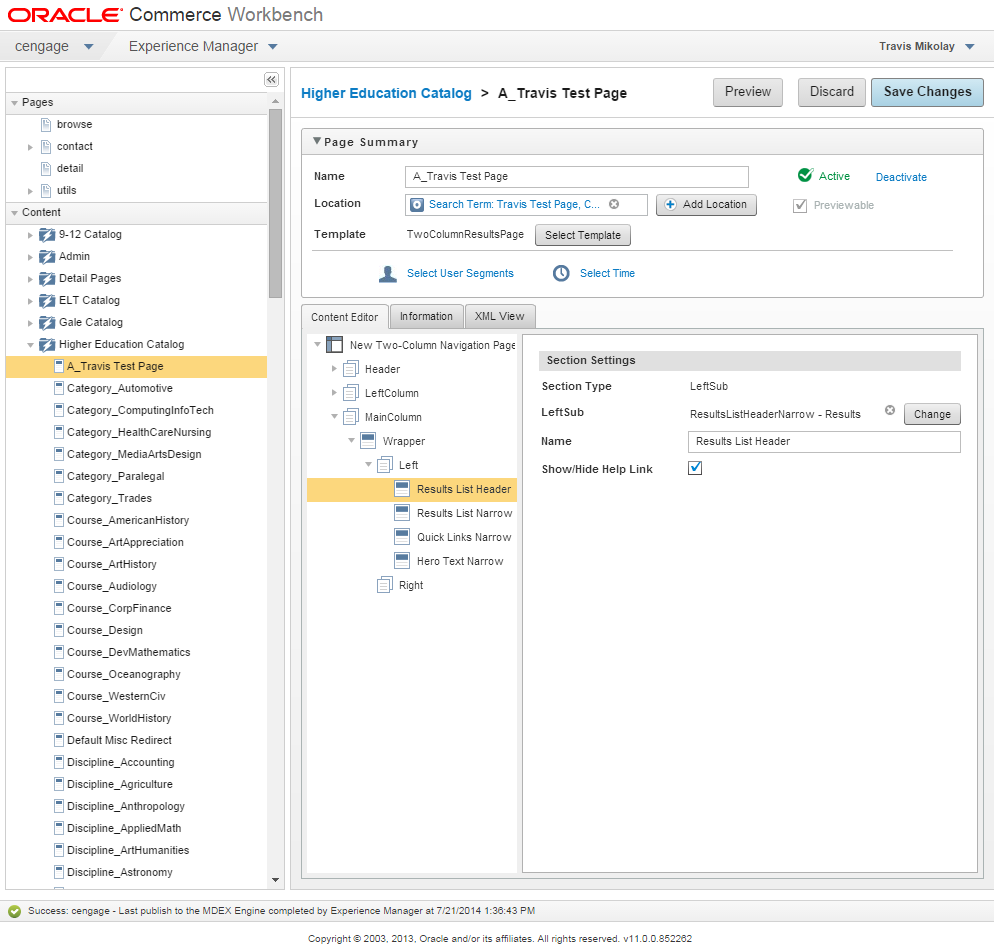 ORACLE Commerce Workbench
cengage Experience Manager Travis Mikolay
Pages
browse
contact
detail
utils
Content
9-12 Catalog
Admin
Detail Pages
ELT Catalog
Gale Catalog
Higher Education Catalog
A_Travis Test Page
Category_Automotive
Category_ComputingInfoTech
Category_HealthCareNursing
Category_MediaArtsDesign
Category_Paralegal
Category_Trades
Course_AmericanHistory
Course_ArtAppreciation
Course_ArtHistory
Course_Audiology
Course_CorpFinance
Course_Design
Course_DevMathematics
Course_Oceanography
Course_WesternCiv
Course_WorldHistory
Default Misc Redirect
Discipline_Accounting
Discipline_Agriculture
Discipline_Anthropology
Discipline_AppliedMath
Discipline_ArtHumanities
Discipline_Astronomy
Higher Education Catalog > A_Travis Test Page Preview Discard Save Changes
Page Summary
Name A_Travis Test Page Active Deactivate
Location Search Term: Travis Test Page, C... Add Location Previewable
Template TwoColumnResultsPage Select Template
Select User Segments Select Time
Content Editor Information XML View
New Two-Column Navigation Page
Header
LeftColumn
MainColumn
Wrapper
Left
Results List Header
Results List Narrow
Quick Links Narrow
Hero Text Narrow
Right
Section Settings
Section Type LeftSub
LeftSub ResultsListHeaderNarrow - Results Change
Name Results List Header
Show/Hide Help Link
Success: cengage - Last publish to the MDEX Engine completed by Experience Manager at 7/21/2014 1:36:43 PM
Copyright © 2003, 2013, Oracle and/or its affiliates. All rights reserved. v11.0.0.852262